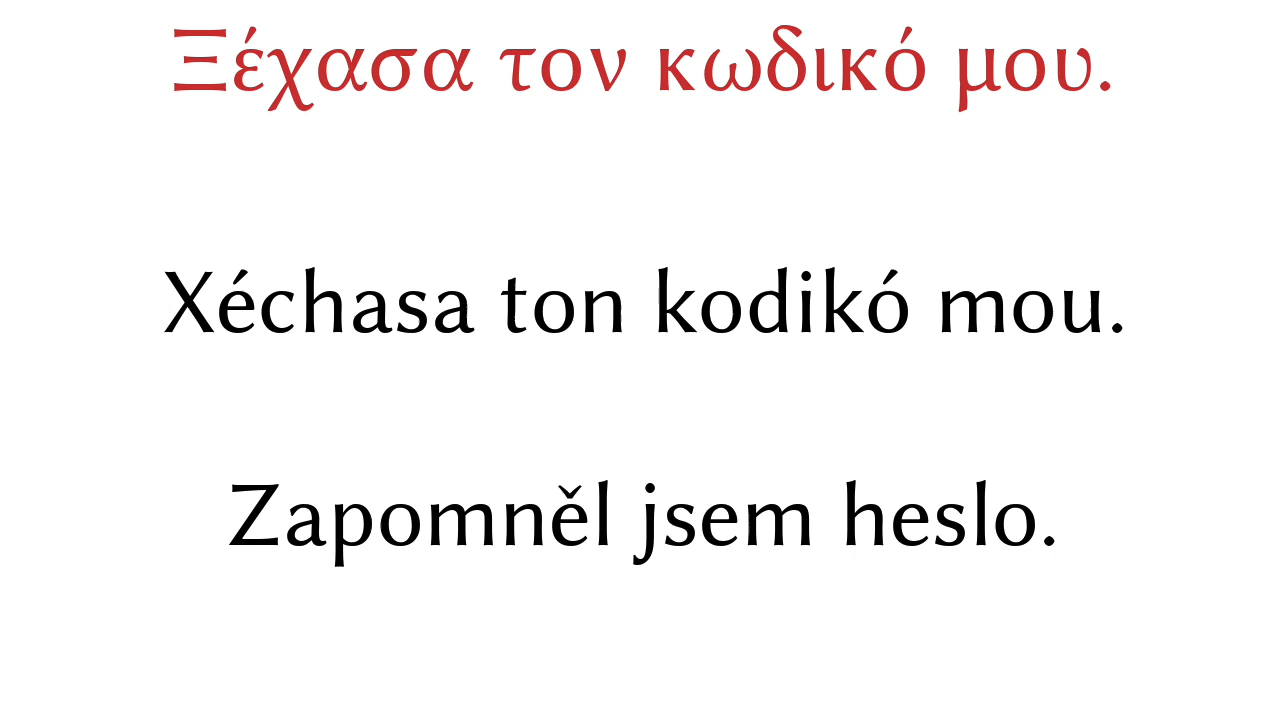 Ξέχασα τον κωδικό μου.
Xéchasa ton kodikó mou.
Zapomněl jsem heslo.